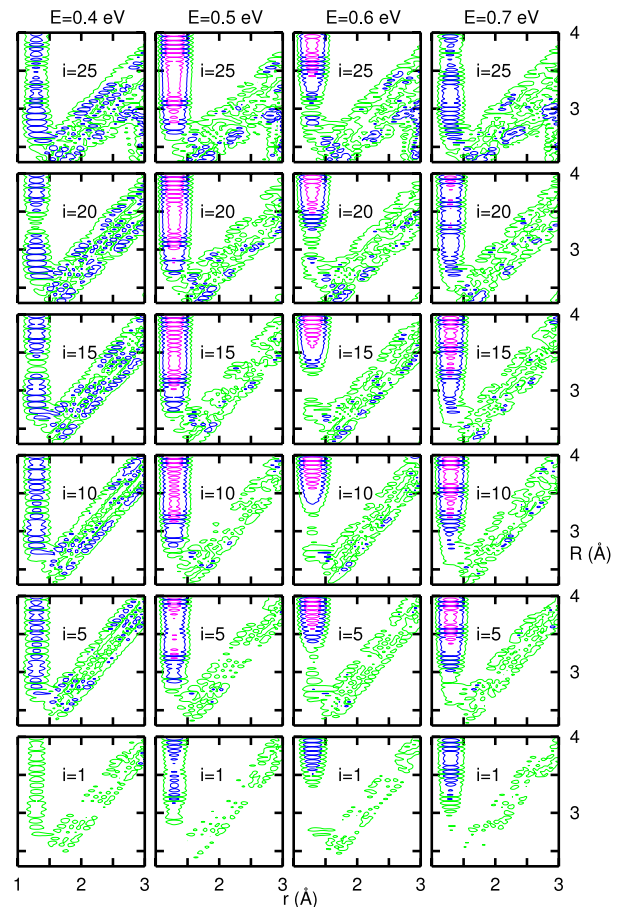 E=0.4 eV E=0.5 eV E=0.6 eV E=0.7 eV
4
i=25 i=25 i=25 i=25
3
4
i=20 i=20 i=20 i=20
3
4
i=15 i=15 i=15 i=15
3
4
i=10 i=10 i=10 i=10
3
R (Å)
4
i=5 i=5 i=5 i=5
3
4
i=1 i=1 i=1 i=1
3
1 2 3 2 3 2 3 2 3
r (Å)